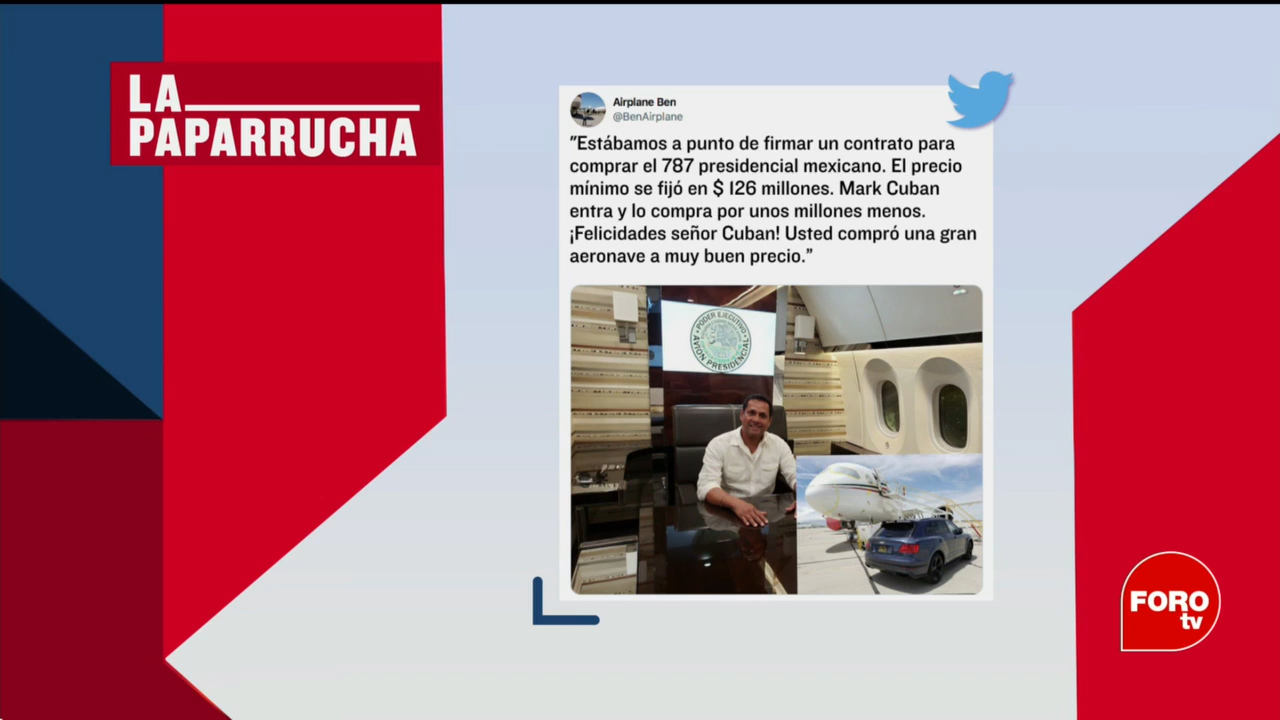 LA
PAPARRUCHA
Airplane Ben
@BenAirplane
"Estábamos a punto de firmar un contrato para
comprar el 787 presidencial mexicano. El precio
mínimo se fijó en $ 126 millones. Mark Cuban
entra y lo compra por unos millones menos.
¡Felicidades señor Cuban! Usted compró una gran
aeronave a muy buen precio.”
PODER EJECUTIVO
AVIÓN PRESIDENCIAL
FORO
tv